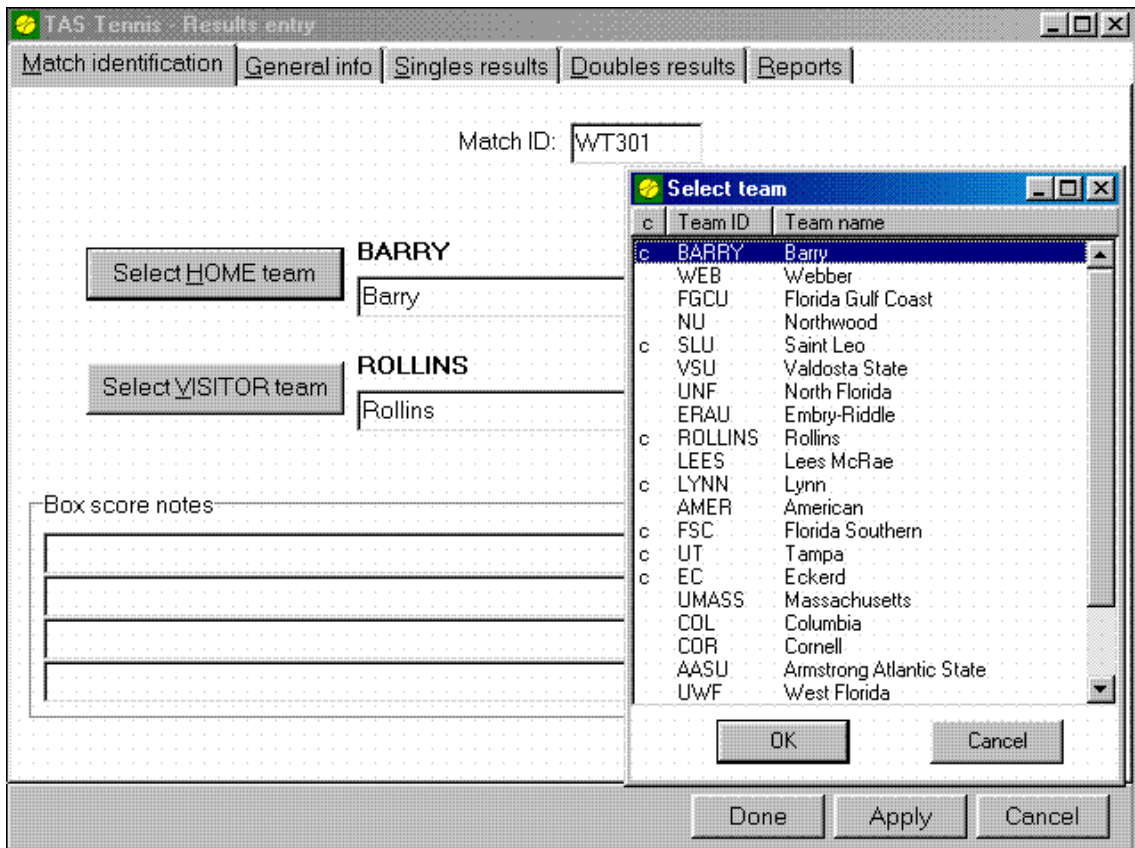 TAS Tennis - Results entry
Match identification General info Singles results Doubles results Reports
Match ID: WT301
Select HOME team
BARRY
Barry
Select VISITOR team
ROLLINS
Rollins
Box score notes
Select team
c Team ID Team name
c BARRY Barry
WEB Webber
FGCU Florida Gulf Coast
NU Northwood
c SLU Saint Leo
VSU Valdosta State
UNF North Florida
ERAU Embry-Riddle
c ROLLINS Rollins
LEES Lees McRae
c LYNN Lynn
AMER American
c FSC Florida Southern
c UT Tampa
c EC Eckerd
UMASS Massachusetts
COL Columbia
COR Cornell
AASU Armstrong Atlantic State
UWF West Florida
OK Cancel
Done Apply Cancel